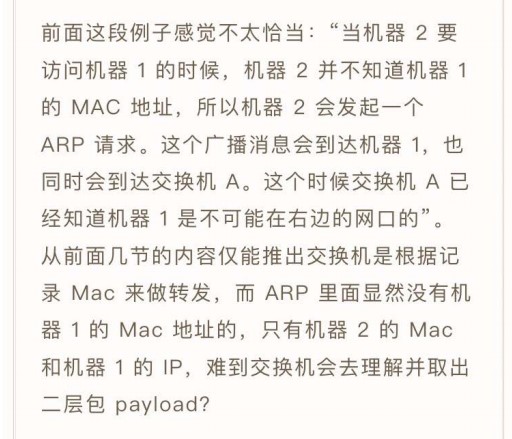 前面这段例子感觉不太恰当：“当机器 2 要
访问机器 1 的时候，机器 2 并不知道机器 1
的 MAC 地址，所以机器 2 会发起一个
ARP 请求。这个广播消息会到达机器 1，也
同时会到达交换机 A。这个时候交换机 A 已
经知道机器 1 是不可能在右边的网口的”。
从前面几节的内容仅能推出交换机是根据记
录 Mac 来做转发，而 ARP 里面显然没有机
器 1 的 Mac 地址的，只有机器 2 的 Mac
和机器 1 的 IP，难到交换机会去理解并取出
二层包 payload?